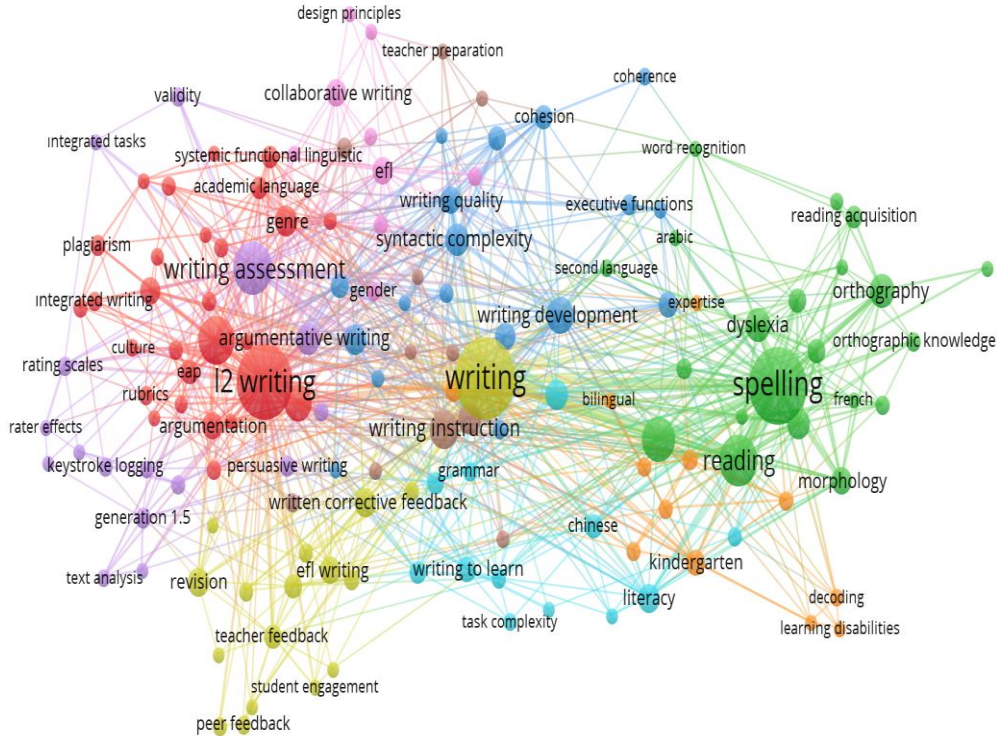 design principles
teacher preparation
coherence
validity
collaborative writing
cohesion
integrated tasks
word recognition
systemic functional linguistic
efl
academic language
writing quality
executive functions
reading acquisition
genre
plagiarism
syntactic complexity
arabic
writing assessment
second language
gender
orthography
integrated writing
expertise
writing development
dyslexia
argumentative writing
orthographic knowledge
culture
rating scales
eap
l2 writing
writing
spelling
rubrics
bilingual
french
rater effects
argumentation
writing instruction
keystroke logging
persuasive writing
grammar
reading
morphology
written corrective feedback
generation 1.5
chinese
text analysis
revision
efl writing
writing to learn
kindergarten
literacy
decoding
task complexity
learning disabilities
teacher feedback
student engagement
peer feedback